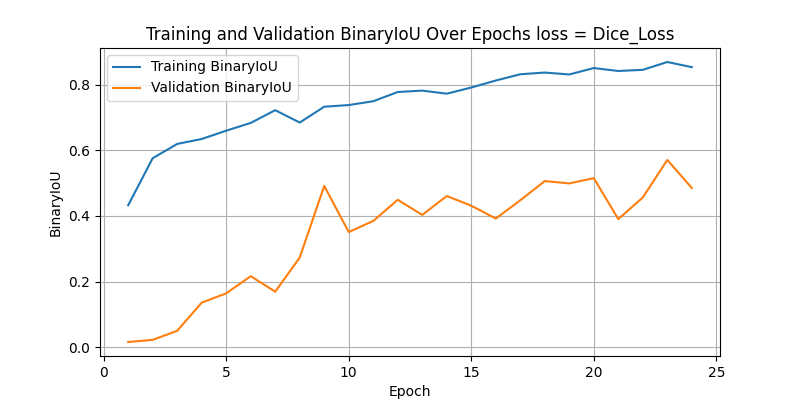 Training and Validation BinaryIoU Over Epochs loss = Dice_Loss
Training BinaryIoU
Validation BinaryIoU
BinaryIoU
0.8
0.6
0.4
0.2
0.0
0 5 10 15 20 25
Epoch